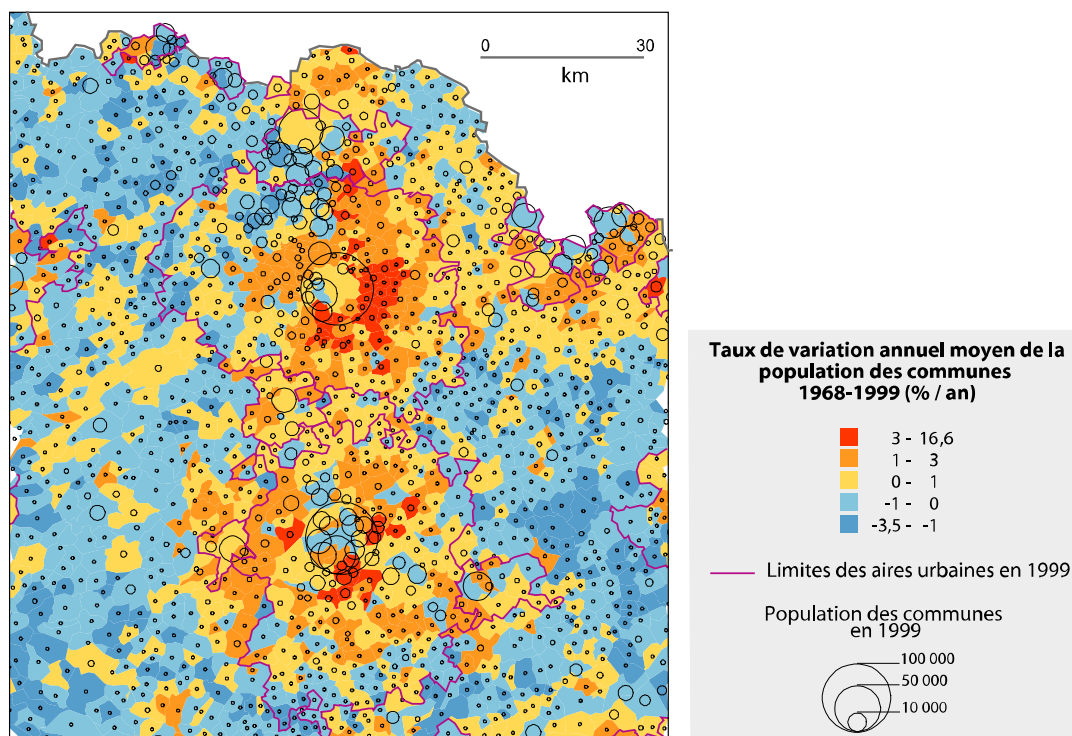 0 30
km
Taux de variation annuel moyen de la
population des communes
1968-1999 (% / an)
3 - 16,6
1 - 3
0 - 1
-1 - 0
-3,5 - -1
Limites des aires urbaines en 1999
Population des communes
en 1999
100 000
50 000
10 000